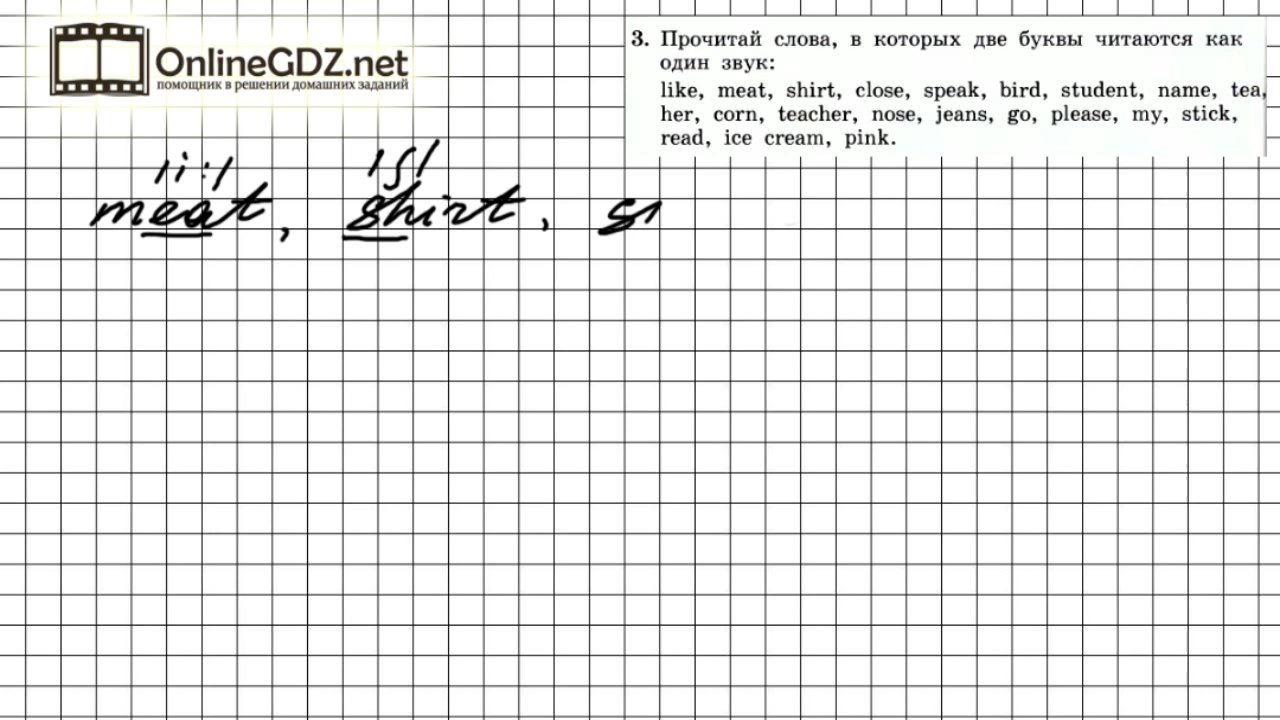 OnlineGDZ.net
помощник в решении домашних заданий
3. Прочитай слова, в которых две буквы читаются как
один звук:
like, meat, shirt, close, speak, bird, student, name, tea,
her, corn, teacher, nose, jeans, go, please, my, stick,
read, ice cream, pink.
/i:/ /ʃ/
meat, shirt,